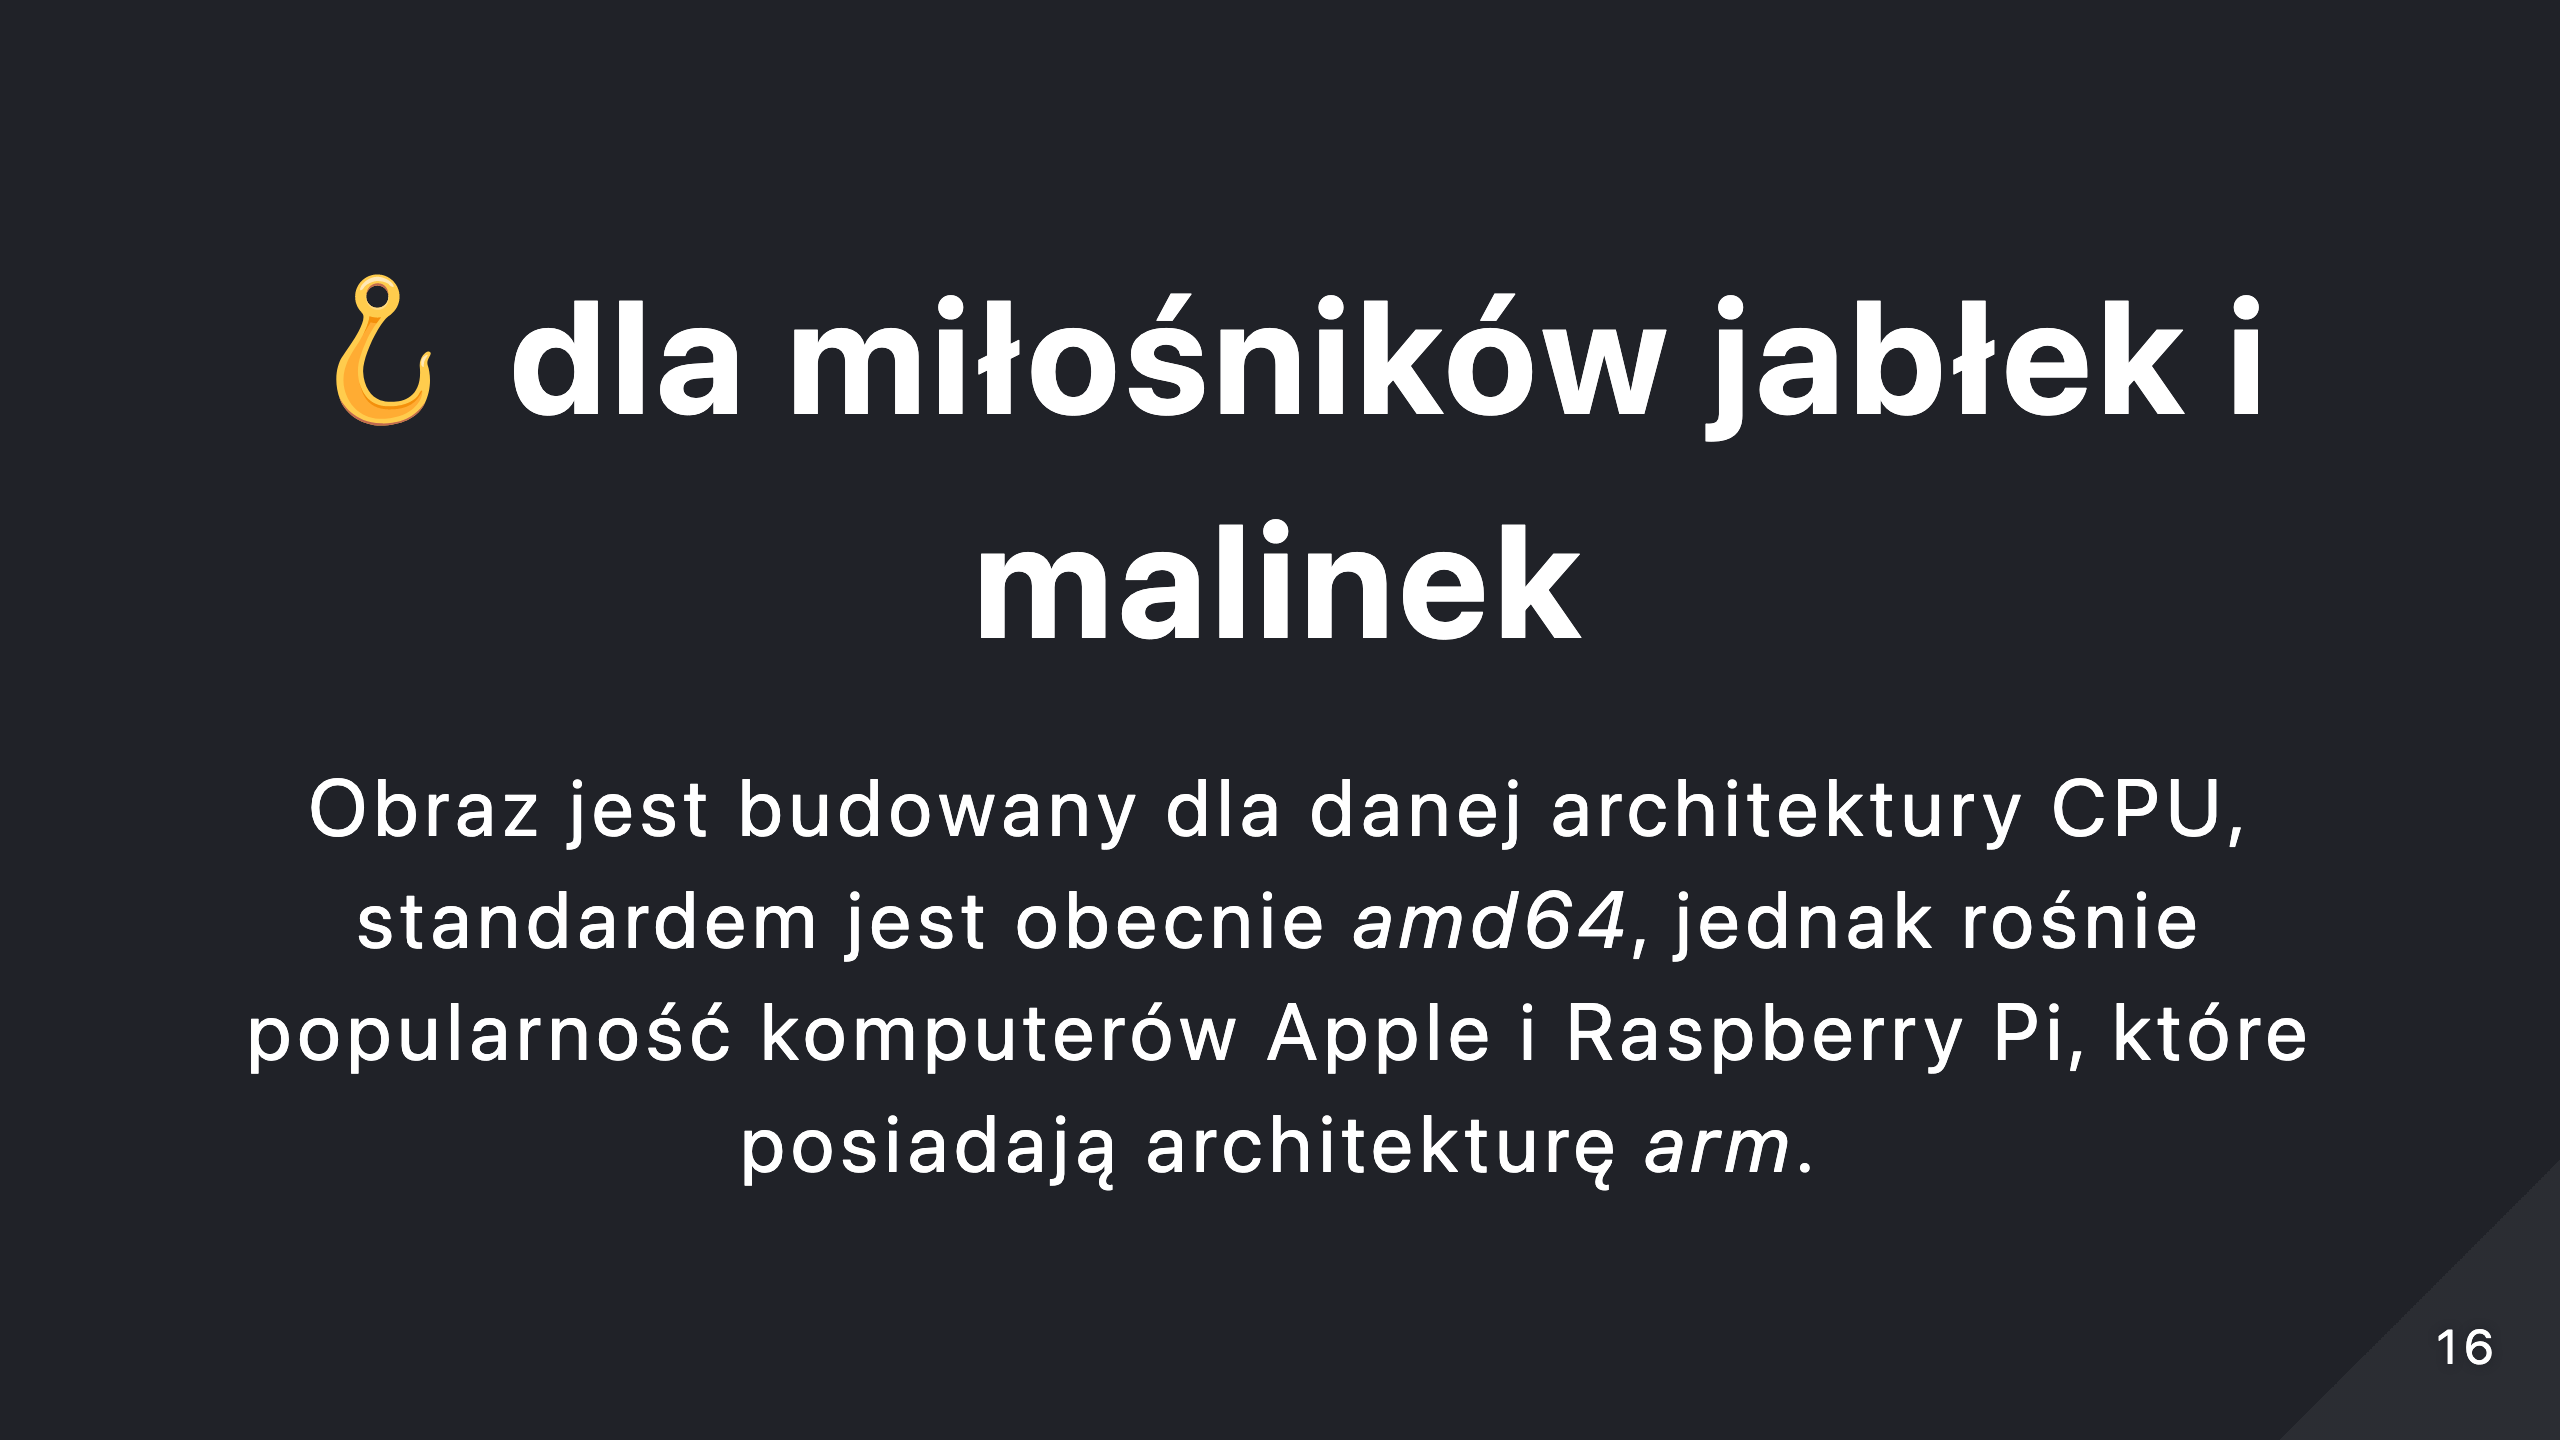 🪝 dla miłośników jabłek i
malinek
Obraz jest budowany dla danej architektury CPU,
standardem jest obecnie amd64, jednak rośnie
popularność komputerów Apple i Raspberry Pi, które
posiadają architekturę arm.
16